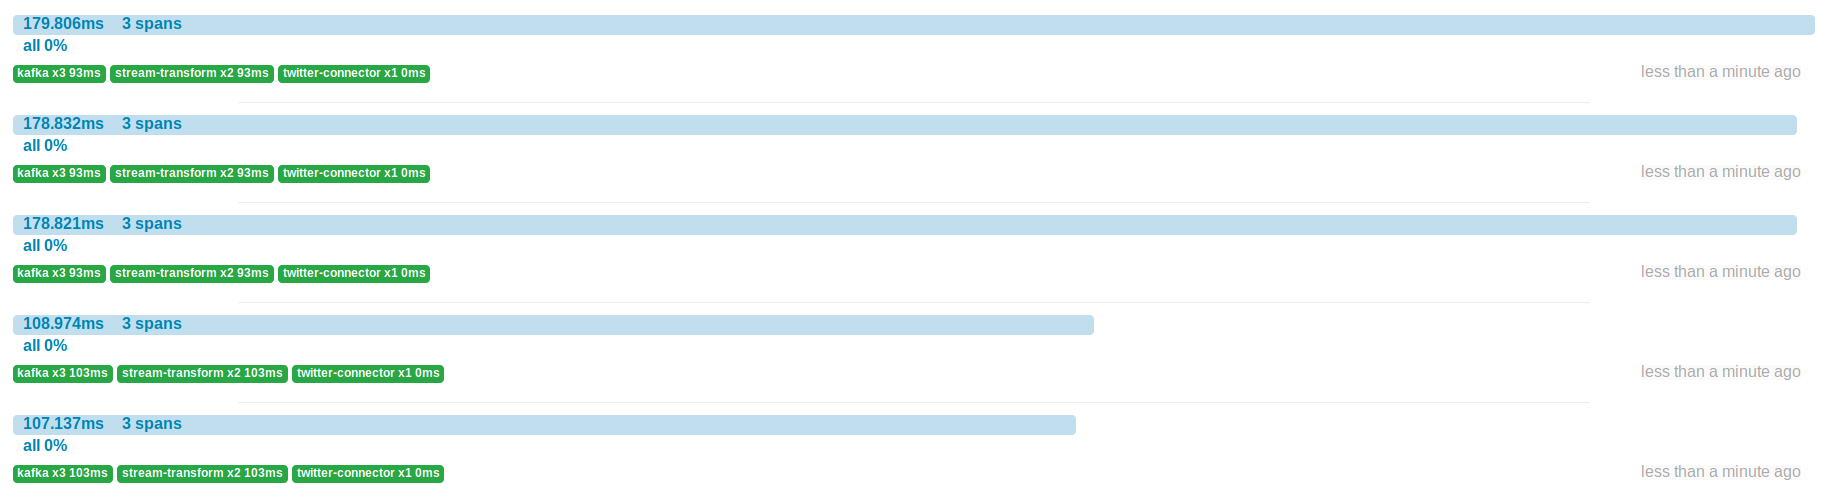 179.806ms 3 spans
all 0%
kafka x3 93ms stream-transform x2 93ms twitter-connector x1 0ms less than a minute ago
178.832ms 3 spans
all 0%
kafka x3 93ms stream-transform x2 93ms twitter-connector x1 0ms less than a minute ago
178.821ms 3 spans
all 0%
kafka x3 93ms stream-transform x2 93ms twitter-connector x1 0ms less than a minute ago
108.974ms 3 spans
all 0%
kafka x3 103ms stream-transform x2 103ms twitter-connector x1 0ms less than a minute ago
107.137ms 3 spans
all 0%
kafka x3 103ms stream-transform x2 103ms twitter-connector x1 0ms less than a minute ago